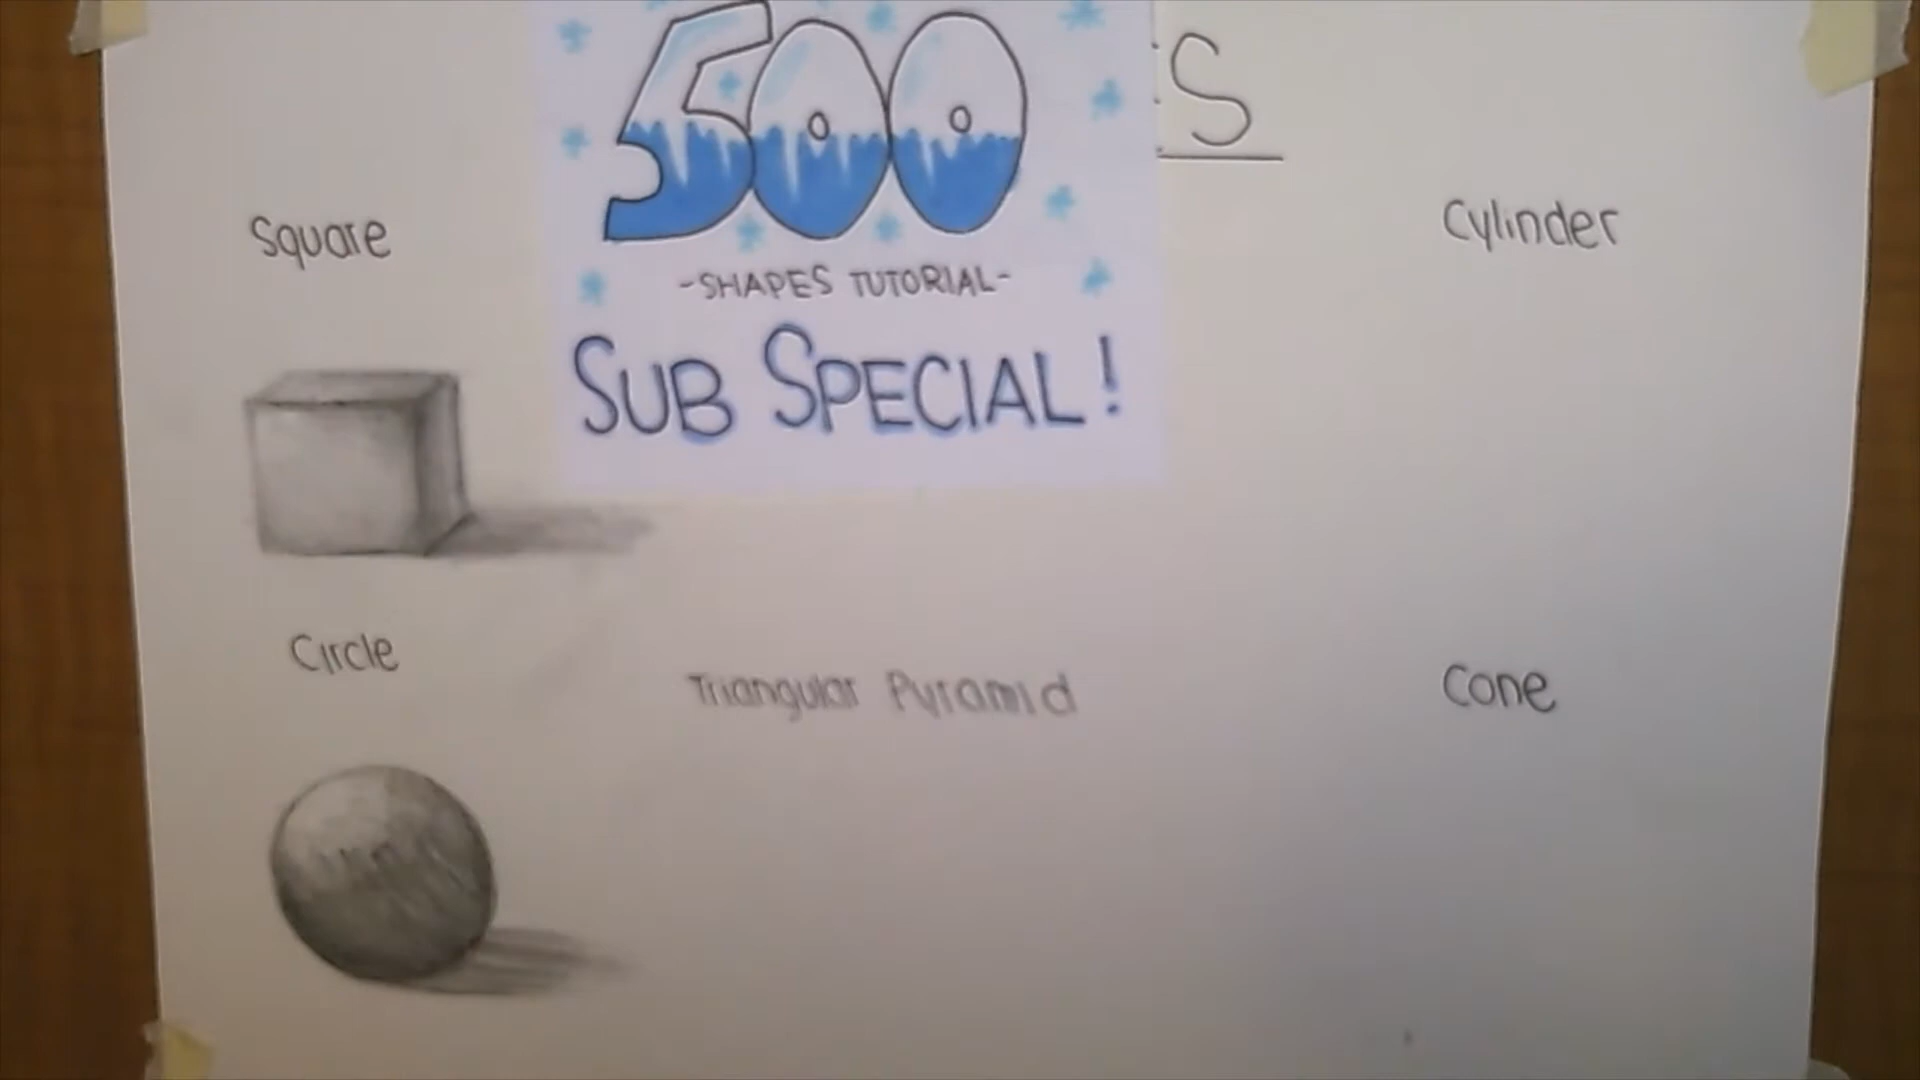 500
S
-SHAPES TUTORIAL-
SUB SPECIAL!
Square
Cylinder
Circle
Triangular Pyramid
Cone